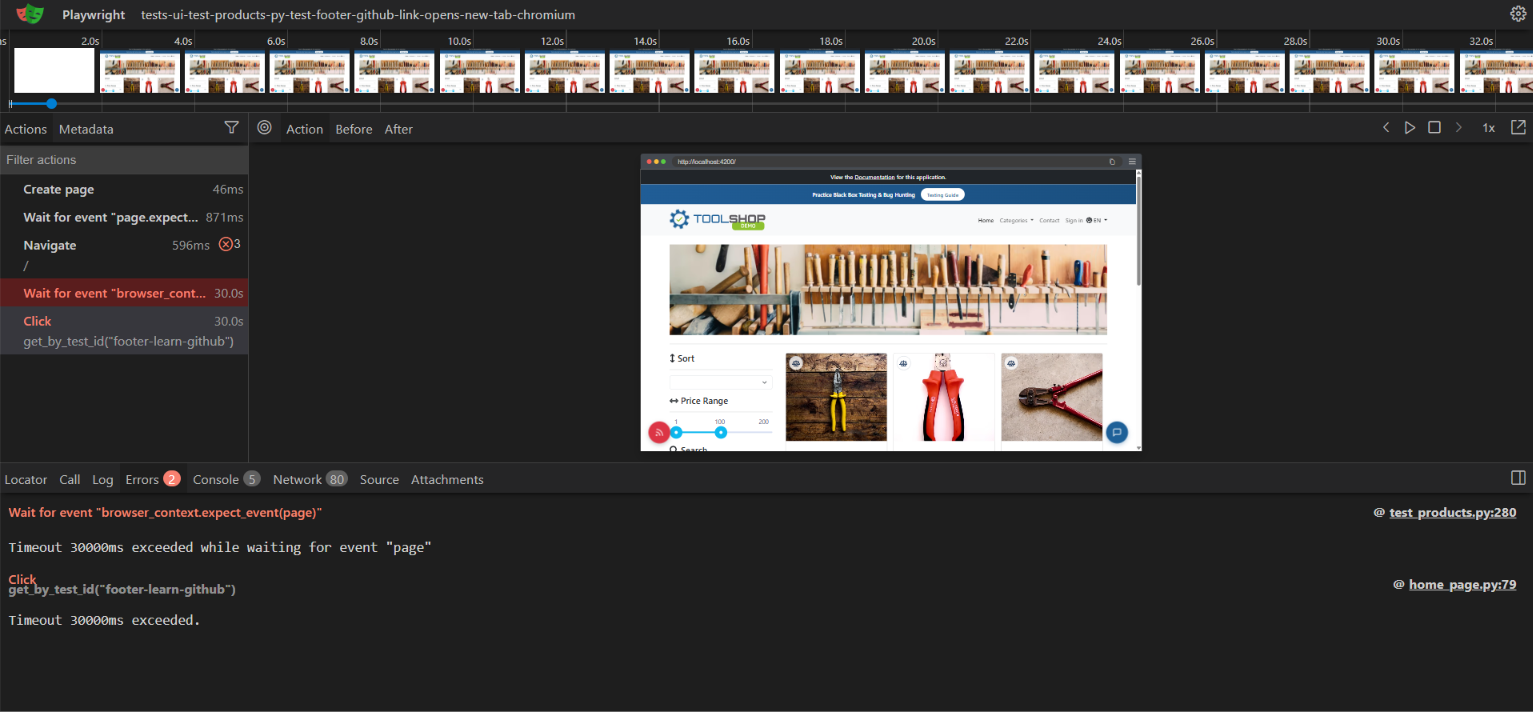 Playwright tests-ui-test-products-py-test-footer-github-link-opens-new-tab-chromium
2.0s 4.0s 6.0s 8.0s 10.0s 12.0s 14.0s 16.0s 18.0s 20.0s 22.0s 24.0s 26.0s 28.0s 30.0s 32.0s
Actions Metadata
Action Before After
1x
Filter actions
Create page 46ms
Wait for event "page.expect... 871ms
Navigate 596ms 3
/
Wait for event "browser_cont... 30.0s
Click 30.0s
get_by_test_id("footer-learn-github")
http://localhost:4200/
View the Documentation for this application.
Practice Black Box Testing & Bug Hunting Testing Guide
TOOLSHOP
DEMO
Home Categories Contact Sign in EN
Sort
Price Range
1 100 200
Search
Locator Call Log Errors 2 Console 5 Network 80 Source Attachments
Wait for event "browser_context.expect_event(page)" @ test_products.py:280
Timeout 30000ms exceeded while waiting for event "page"
Click
get_by_test_id("footer-learn-github") @ home_page.py:79
Timeout 30000ms exceeded.